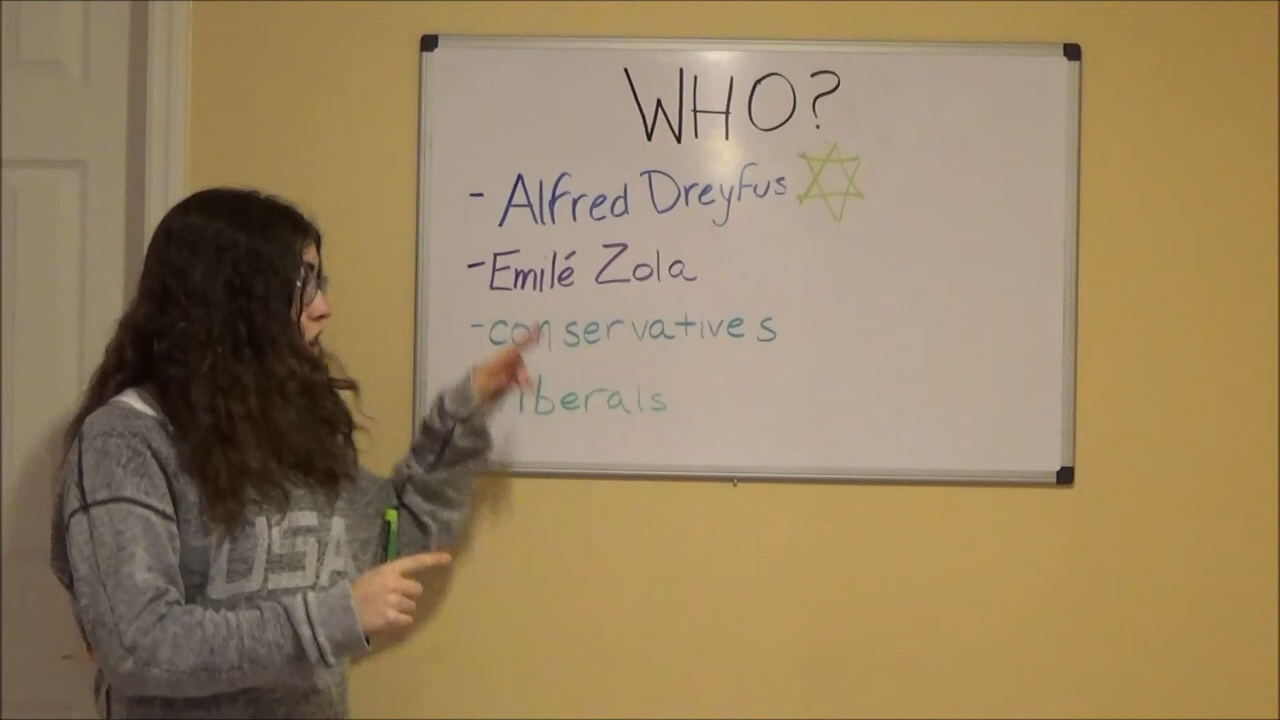 WHO?
- Alfred Dreyfus
- Emilé Zola
- conservatives
liberals
USA